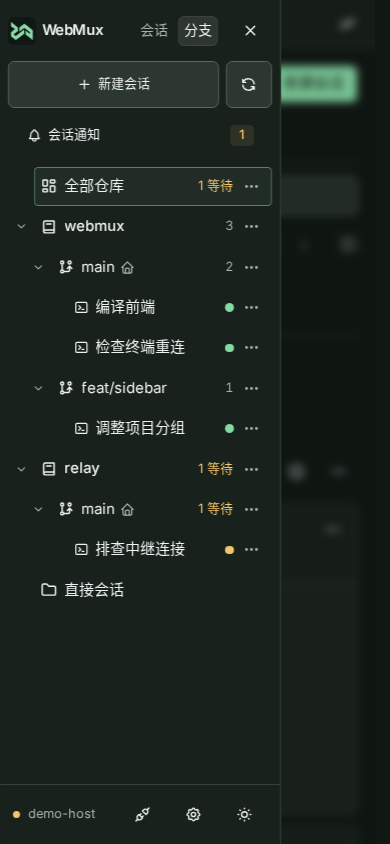 WebMux 会话 分支
新建会话
会话通知 1
全部仓库 1 等待
webmux 3
main 2
编译前端
检查终端重连
feat/sidebar 1
调整项目分组
relay 1 等待
main 1 等待
排查中继连接
直接会话
demo-host